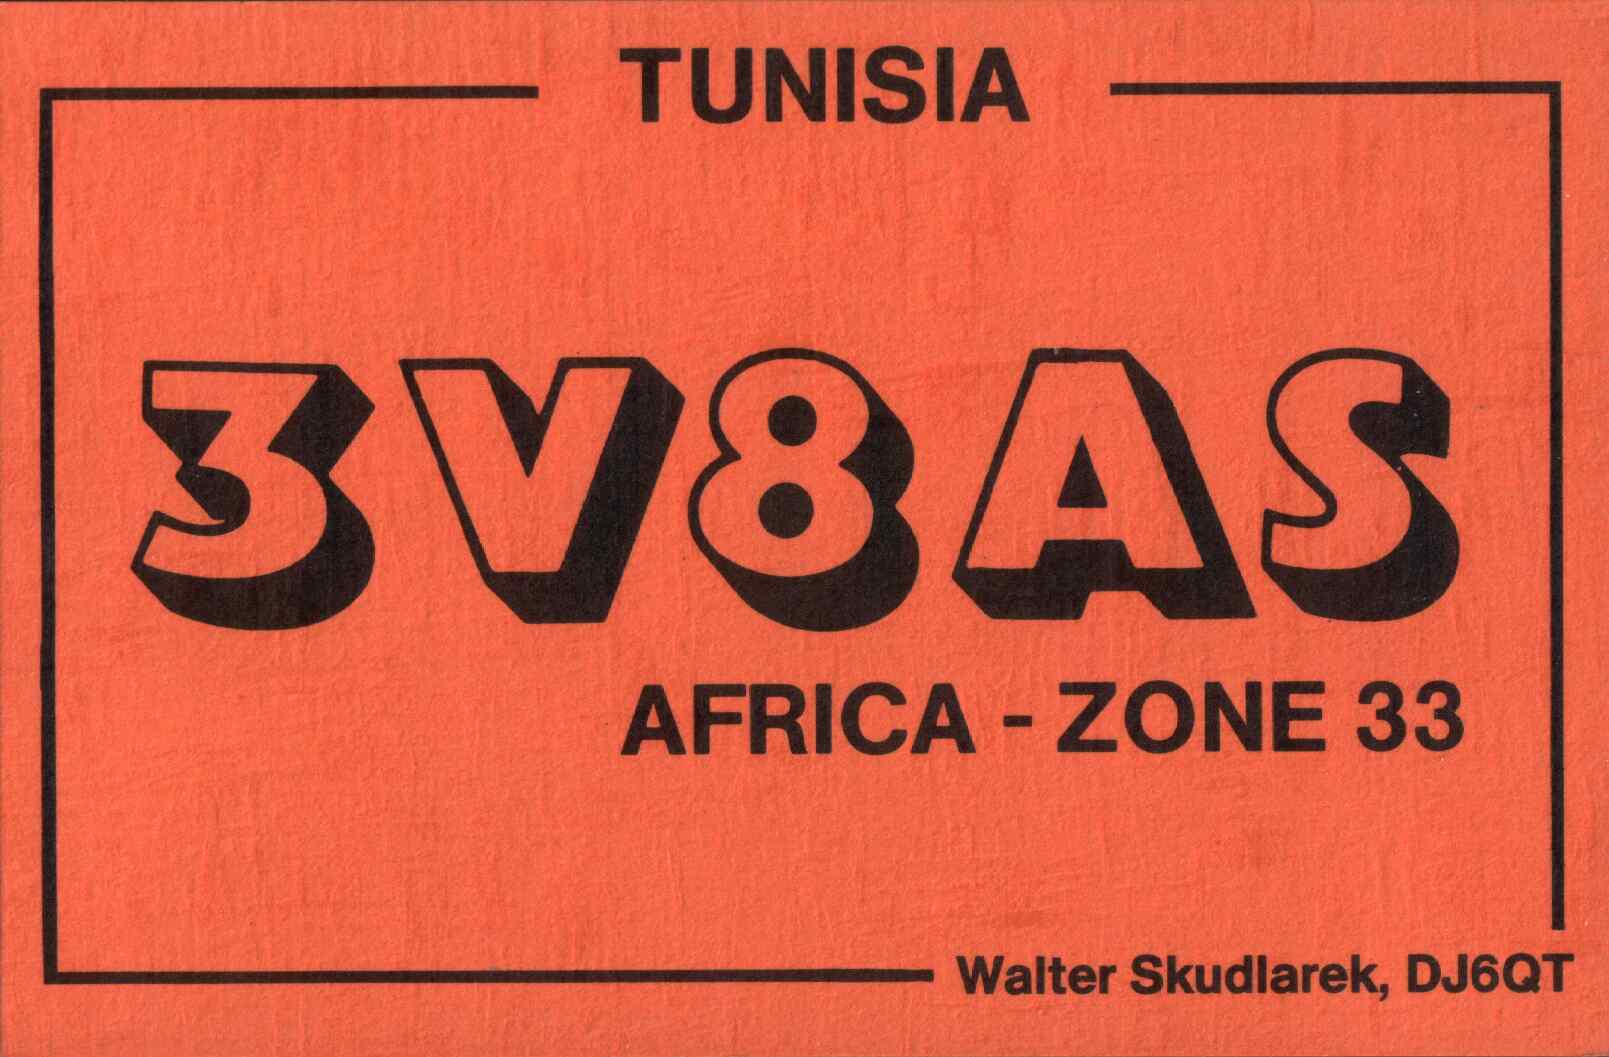 TUNISIA
3V8AS
AFRICA - ZONE 33
Walter Skudlarek, DJ6QT